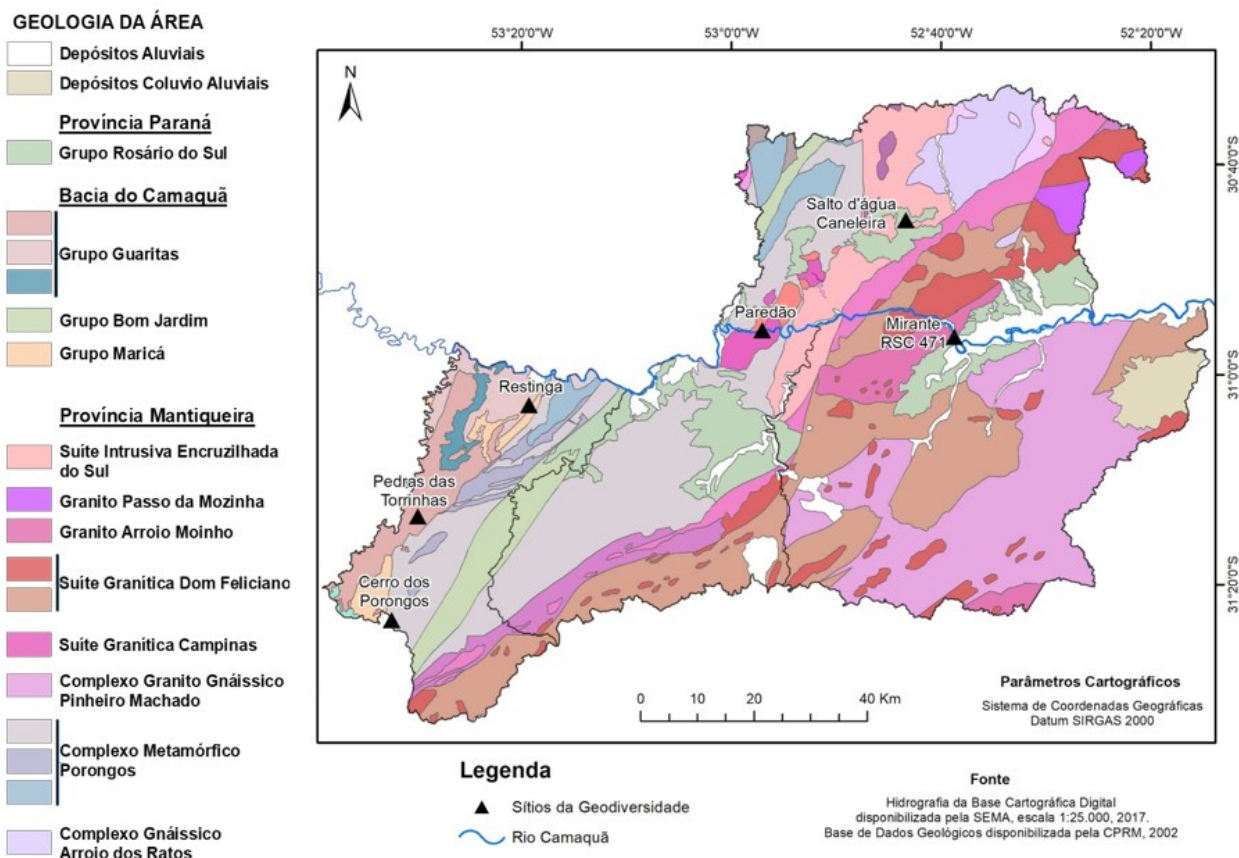 GEOLOGIA DA ÁREA
Depósitos Aluviais
Depósitos Coluvio Aluviais
Província Paraná
Grupo Rosário do Sul
Bacia do Camaquã
Grupo Guaritas
Grupo Bom Jardim
Grupo Maricá
Província Mantiqueira
Suíte Intrusiva Encruzilhada
do Sul
Granito Passo da Mozinha
Granito Arroio Moinho
Suíte Granítica Dom Feliciano
Suíte Granítica Campinas
Complexo Granito Gnáissico
Pinheiro Machado
Complexo Metamórfico
Porongos
Complexo Gnáissico
Arroio dos Ratos
53°20'0"W
53°0'0"W
52°40'0"W
52°20'0"W
N
30°40'0"S
31°0'0"S
31°20'0"S
Salto d'água
Caneleira
Paredão
Mirante
RSC 471
Restinga
Pedras das
Torrinhas
Cerro dos
Porongos
0 10 20 40 Km
Parâmetros Cartográficos
Sistema de Coordenadas Geográficas
Datum SIRGAS 2000
Legenda
Sítios da Geodiversidade
Rio Camaquã
Fonte
Hidrografia da Base Cartográfica Digital
disponibilizada pela SEMA, escala 1:25.000, 2017.
Base de Dados Geológicos disponibilizada pela CPRM, 2002